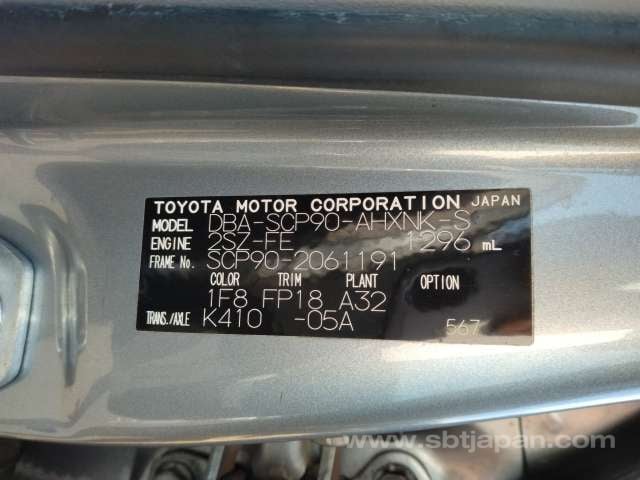 TOYOTA MOTOR CORPORATION JAPAN
MODEL DBA-SCP90-AHXNK-S
ENGINE 2SZ-FE 1296 mL
FRAME No. SCP90-2061191
COLOR TRIM PLANT OPTION
1F8 FP18 A32
TRANS./AXLE K410 -05A 567
www.sbtjapan.com